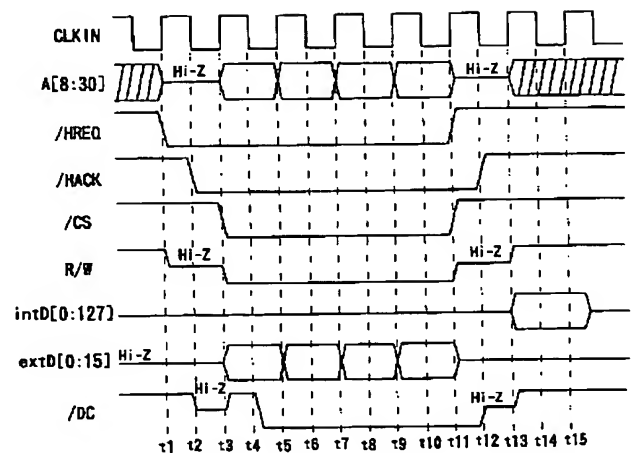 CLKIN
A[8:30] Hi-Z Hi-Z
/HREQ
/HACK
/CS
R/W Hi-Z Hi-Z
intD[0:127]
extD[0:15] Hi-Z
/DC Hi-Z Hi-Z
t1 t2 t3 t4 t5 t6 t7 t8 t9 t10 t11 t12 t13 t14 t15